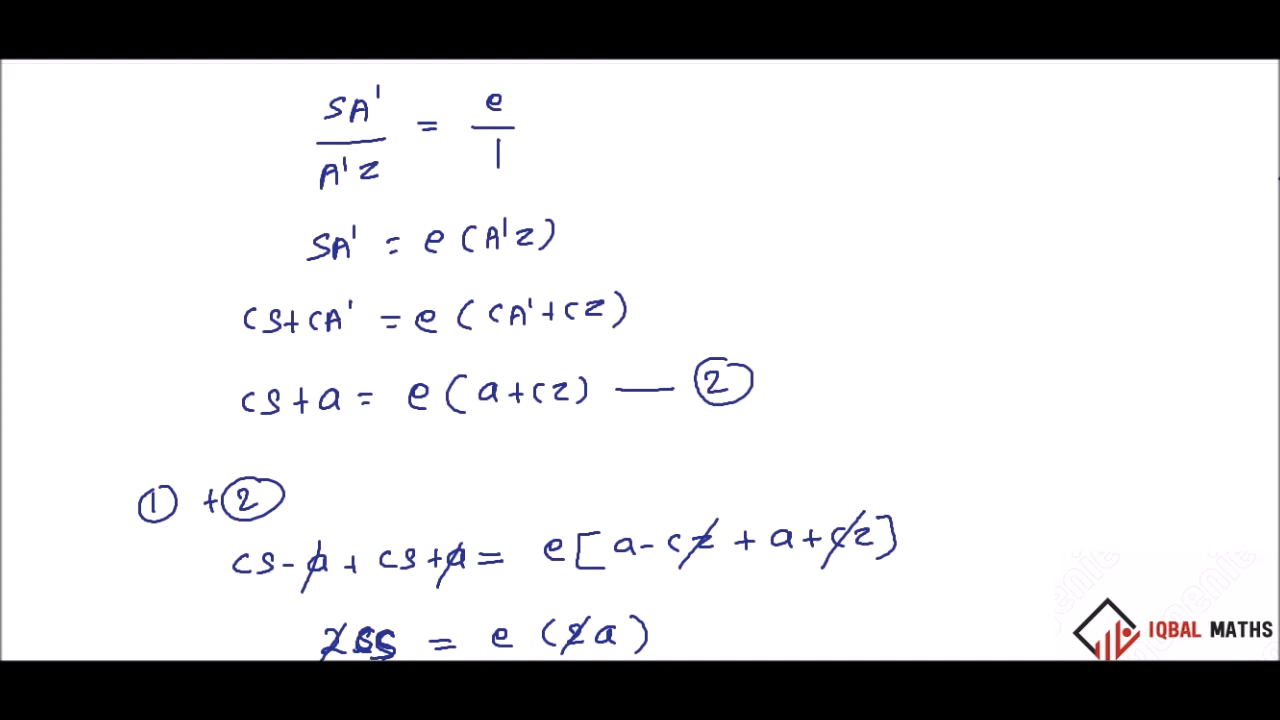 SA' / A'Z = e / 1
SA' = e (A'Z)
CS+CA' = e (CA'+CZ)
CS+a = e (a+CZ) — ②
① + ②
CS-a + CS+a = e [a-CZ + a+CZ]
2CS = e (2a)
IQBAL MATHS